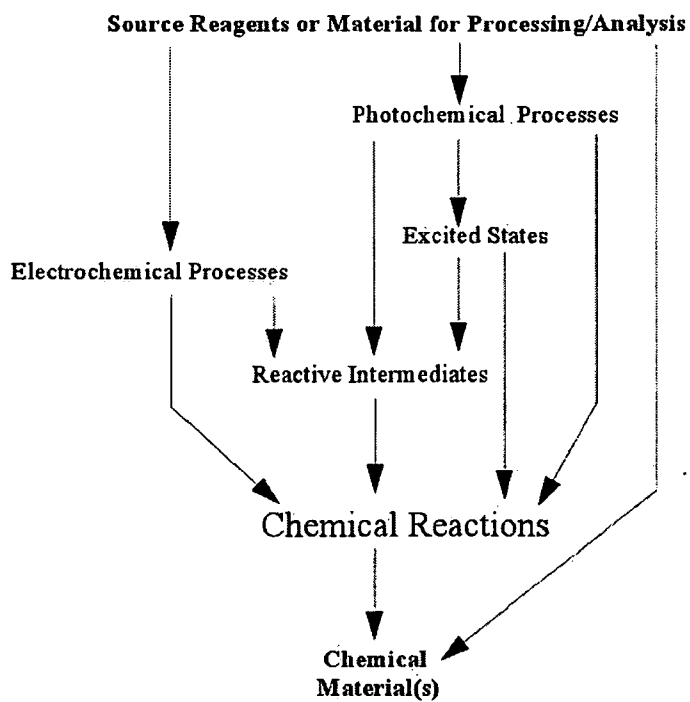 Source Reagents or Material for Processing/Analysis
Photochemical Processes
Excited States
Electrochemical Processes
Reactive Intermediates
Chemical Reactions
Chemical
Material(s)